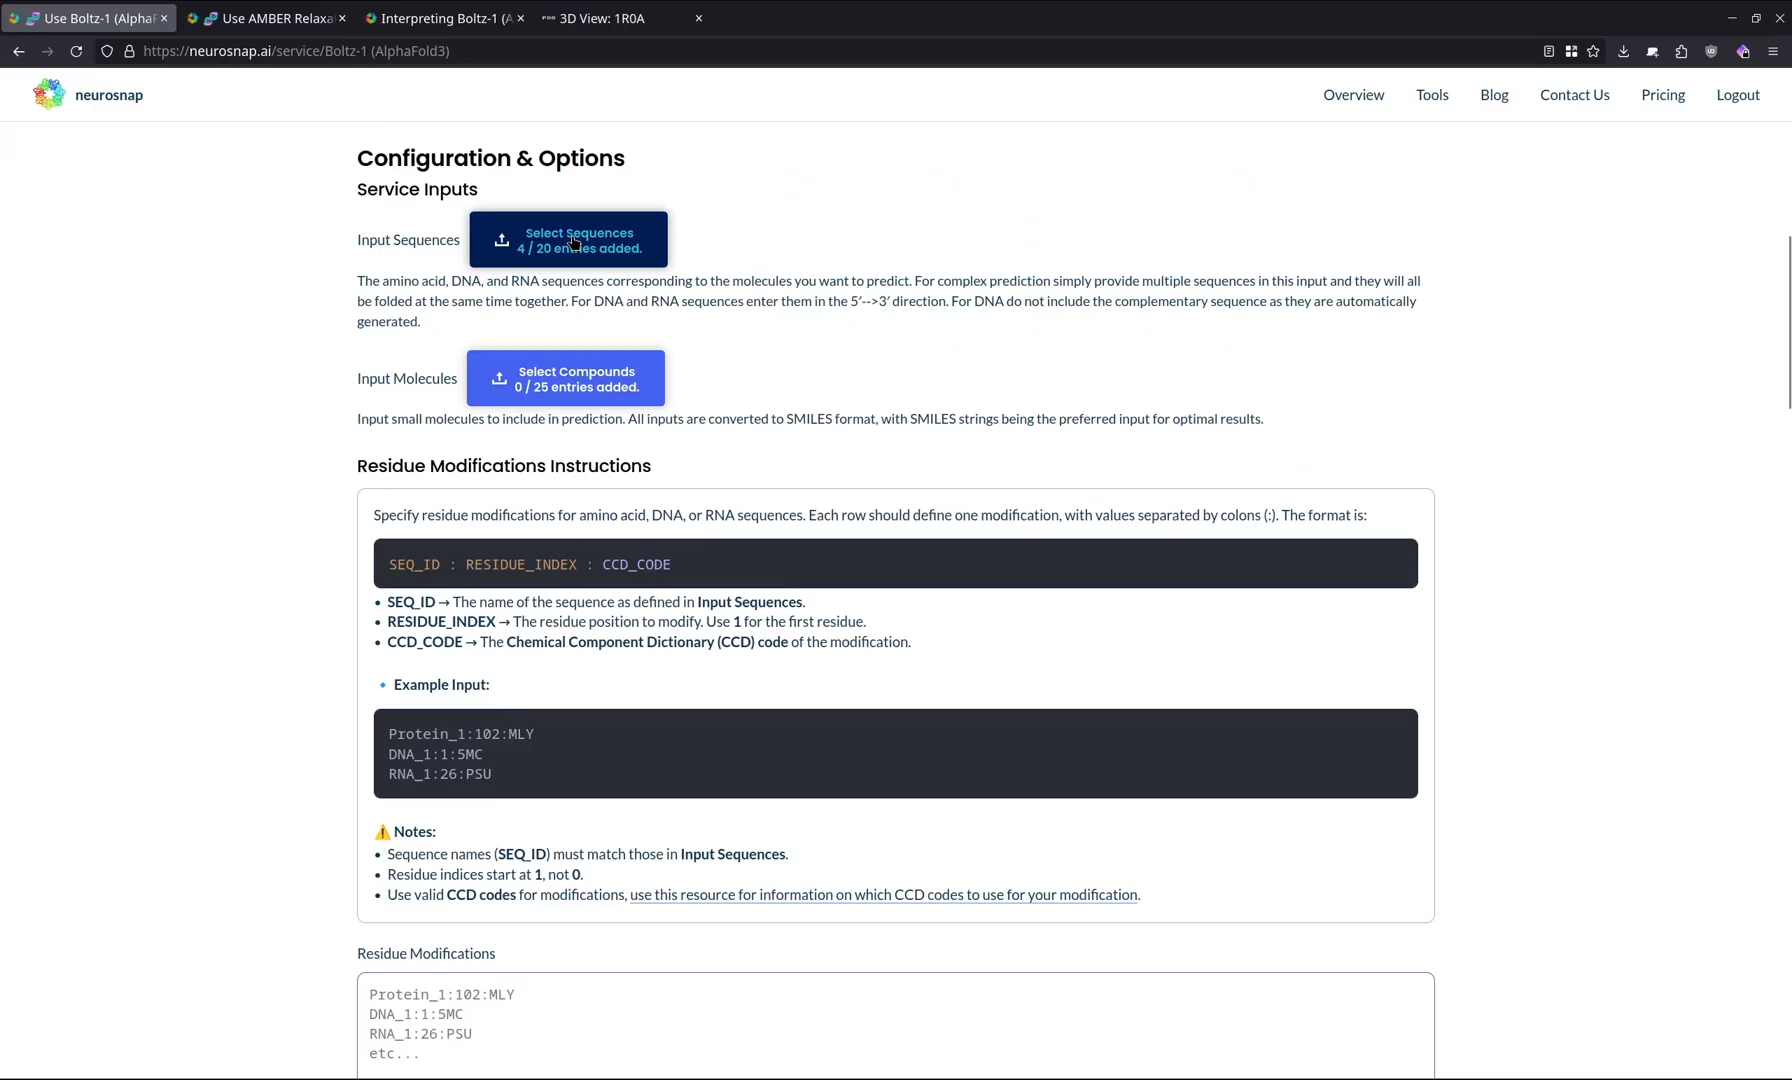 Use Boltz-1 (AlphaF
Use AMBER Relaxa
Interpreting Boltz-1 (A
3D View: 1R0A
https://neurosnap.ai/service/Boltz-1 (AlphaFold3)
neurosnap
Overview
Tools
Blog
Contact Us
Pricing
Logout
Configuration & Options
Service Inputs
Input Sequences
Select Sequences
4 / 20 entries added.
The amino acid, DNA, and RNA sequences corresponding to the molecules you want to predict. For complex prediction simply provide multiple sequences in this input and they will all
be folded at the same time together. For DNA and RNA sequences enter them in the 5′-->3′ direction. For DNA do not include the complementary sequence as they are automatically
generated.
Input Molecules
Select Compounds
0 / 25 entries added.
Input small molecules to include in prediction. All inputs are converted to SMILES format, with SMILES strings being the preferred input for optimal results.
Residue Modifications Instructions
Specify residue modifications for amino acid, DNA, or RNA sequences. Each row should define one modification, with values separated by colons (:). The format is:
SEQ_ID : RESIDUE_INDEX : CCD_CODE
• SEQ_ID → The name of the sequence as defined in Input Sequences.
• RESIDUE_INDEX → The residue position to modify. Use 1 for the first residue.
• CCD_CODE → The Chemical Component Dictionary (CCD) code of the modification.
🔹 Example Input:
Protein_1:102:MLY
DNA_1:1:5MC
RNA_1:26:PSU
⚠️ Notes:
• Sequence names (SEQ_ID) must match those in Input Sequences.
• Residue indices start at 1, not 0.
• Use valid CCD codes for modifications, use this resource for information on which CCD codes to use for your modification.
Residue Modifications
Protein_1:102:MLY
DNA_1:1:5MC
RNA_1:26:PSU
etc...